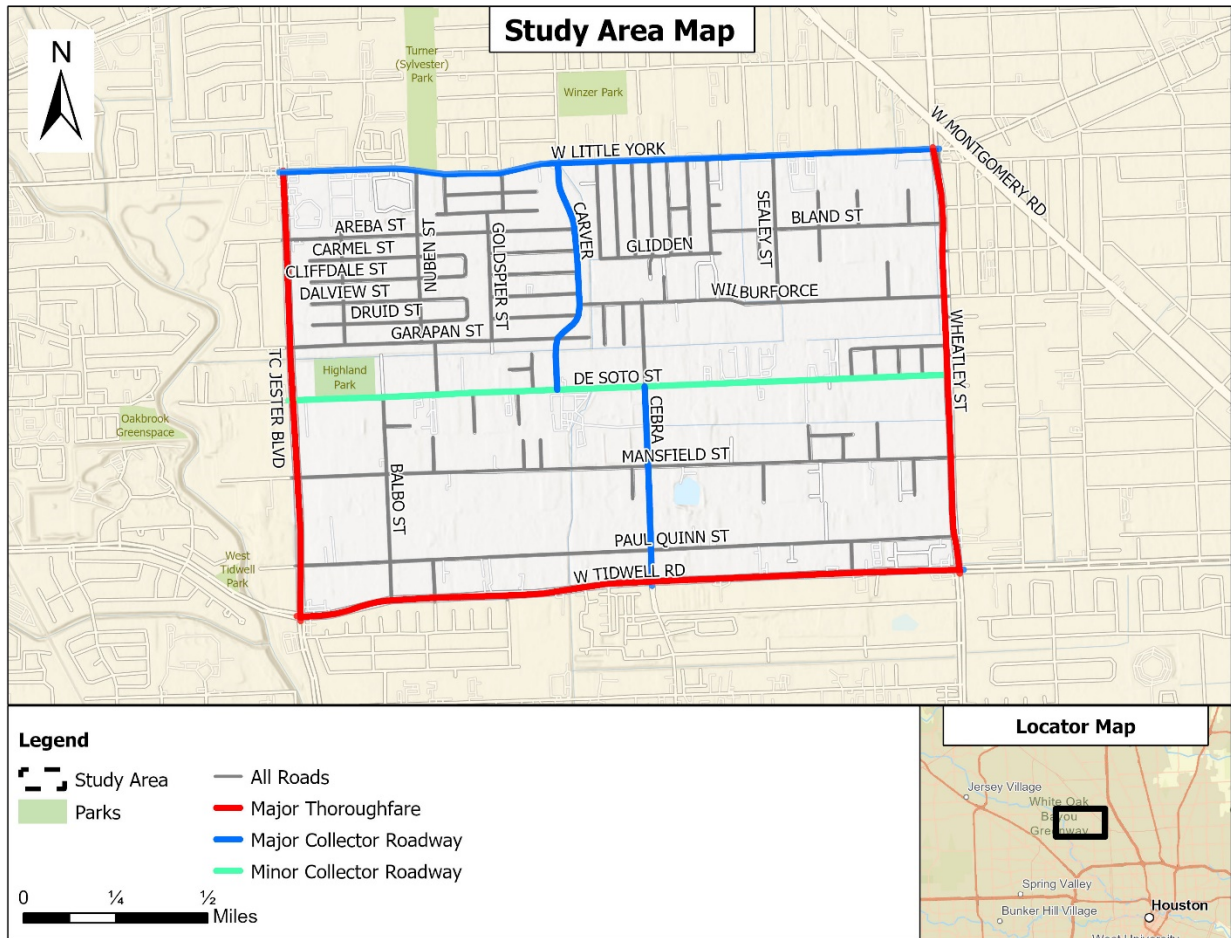 Study Area Map
N
Turner
(Sylvester)
Park
Winzer Park
W MONTGOMERY RD
W LITTLE YORK
CARVER
SEALEY ST
BLAND ST
AREBA ST
NUBEN ST
GOLDSPIER ST
CARMEL ST
GLIDDEN
CLIFFDALE ST
DALVIEW ST
WILBURFORCE
DRUID ST
GARAPAN ST
WHEATLEY ST
TC JESTER BLVD
Highland
Park
DE SOTO ST
Oakbrook
Greenspace
CEBRA
MANSFIELD ST
BALBO ST
PAUL QUINN ST
West
Tidwell
Park
W TIDWELL RD
Legend
Study Area
Parks
All Roads
Major Thoroughfare
Major Collector Roadway
Minor Collector Roadway
0 ¼ ½
Miles
Locator Map
Jersey Village
White Oak
Bayou
Greenway
Spring Valley
Bunker Hill Village
Houston
West University